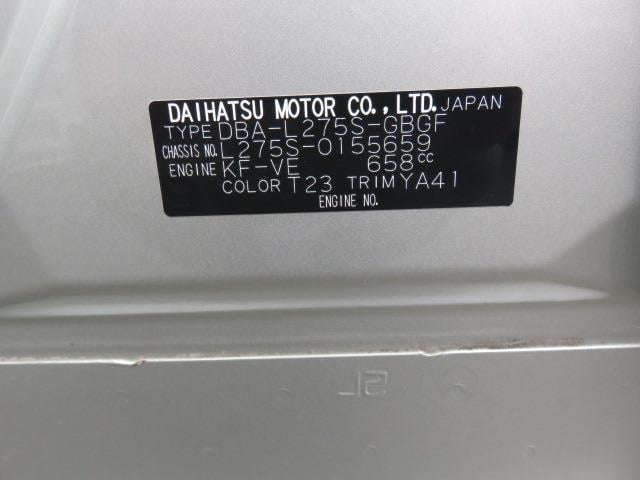 DAIHATSU MOTOR CO.,LTD. JAPAN
TYPE DBA-L275S-GBGF
CHASSIS NO. L275S-0155659
ENGINE KF-VE 658cc
COLOR T23 TRIM YA41
ENGINE NO.